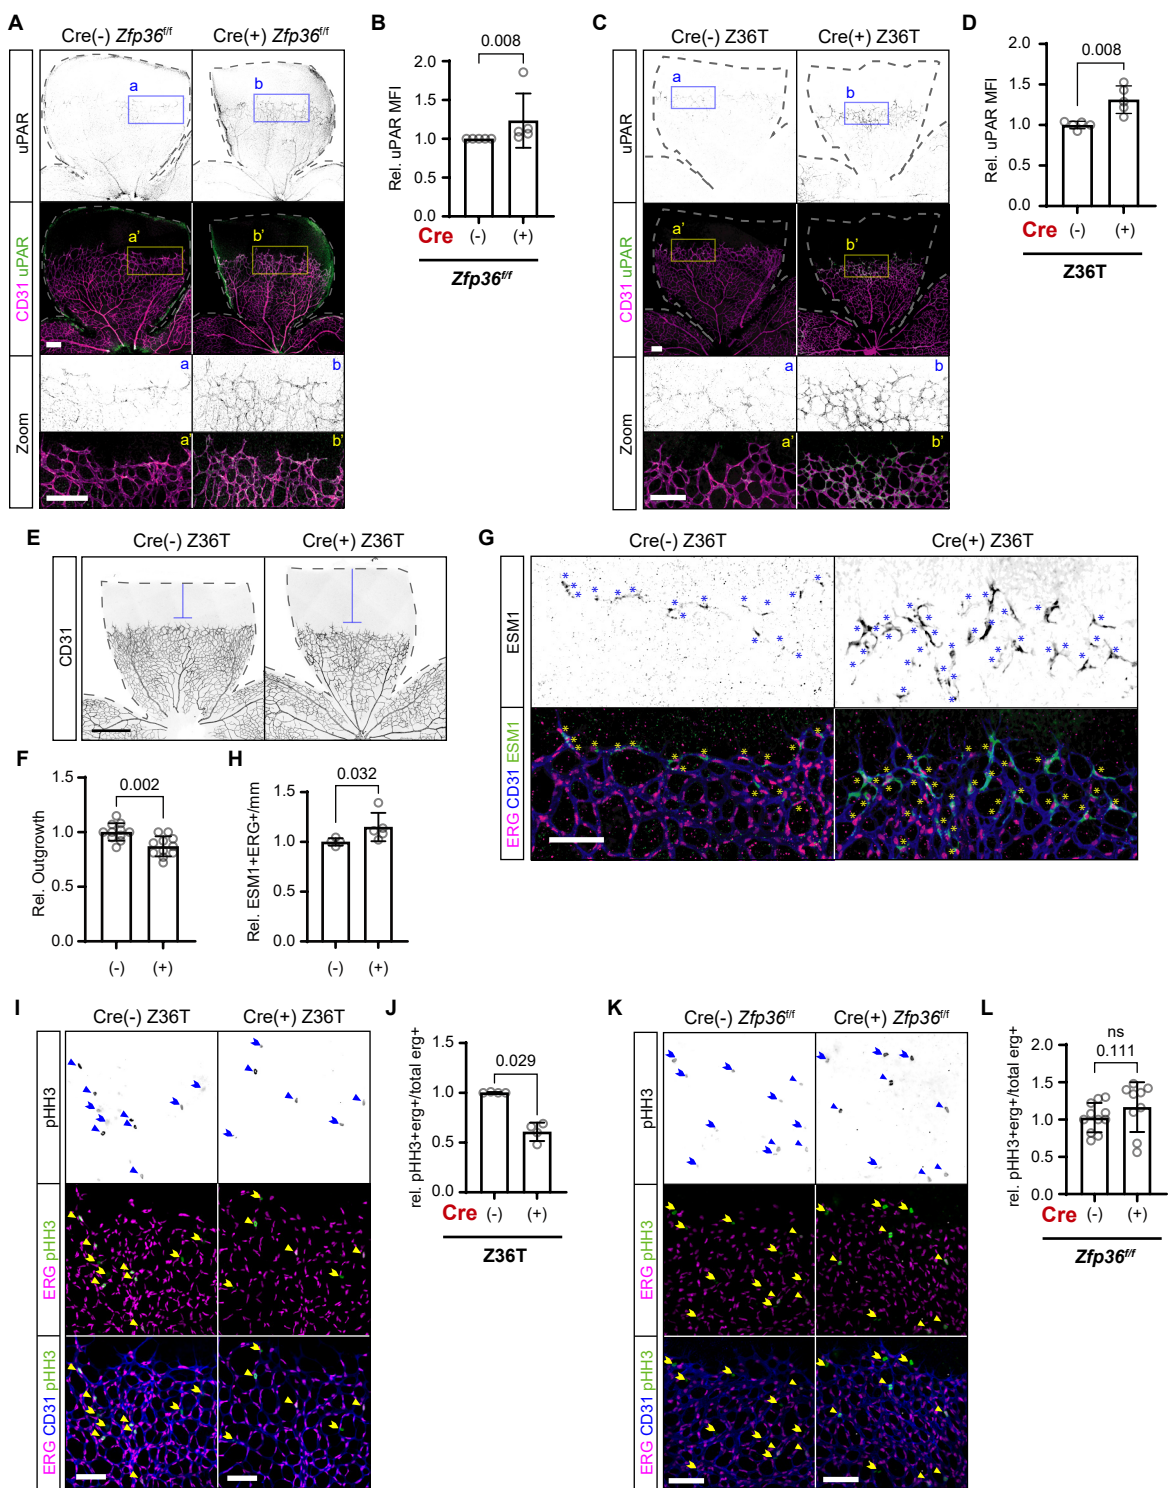 A
Cre(-) Zfp36f/f
Cre(+) Zfp36f/f
uPAR
a
b
CD31 uPAR
a'
b'
Zoom
a
b
a'
b'
B
0.008
2.0
1.5
1.0
0.5
0.0
Rel. uPAR MFI
Cre (-) (+)
Zfp36f/f
C
Cre(-) Z36T
Cre(+) Z36T
uPAR
a
b
CD31 uPAR
a'
b'
Zoom
a
b
a'
b'
D
0.008
2.0
1.5
1.0
0.5
0.0
Rel. uPAR MFI
Cre (-) (+)
Z36T
E
Cre(-) Z36T
Cre(+) Z36T
CD31
F
0.002
1.5
1.0
0.5
0.0
Rel. Outgrowth
(-) (+)
G
Cre(-) Z36T
Cre(+) Z36T
ESM1
ERG CD31 ESM1
H
0.032
1.5
1.0
0.5
0.0
Rel. ESM1+ERG+/mm
(-) (+)
I
Cre(-) Z36T
Cre(+) Z36T
pHH3
ERG pHH3
ERG CD31 pHH3
J
0.029
1.5
1.0
0.5
0.0
rel. pHH3+erg+/total erg+
Cre (-) (+)
Z36T
K
Cre(-) Zfp36f/f
Cre(+) Zfp36f/f
pHH3
ERG pHH3
ERG CD31 pHH3
L
ns
0.111
2.0
1.5
1.0
0.5
0.0
rel. pHH3+erg+/total erg+
Cre (-) (+)
Zfp36f/f